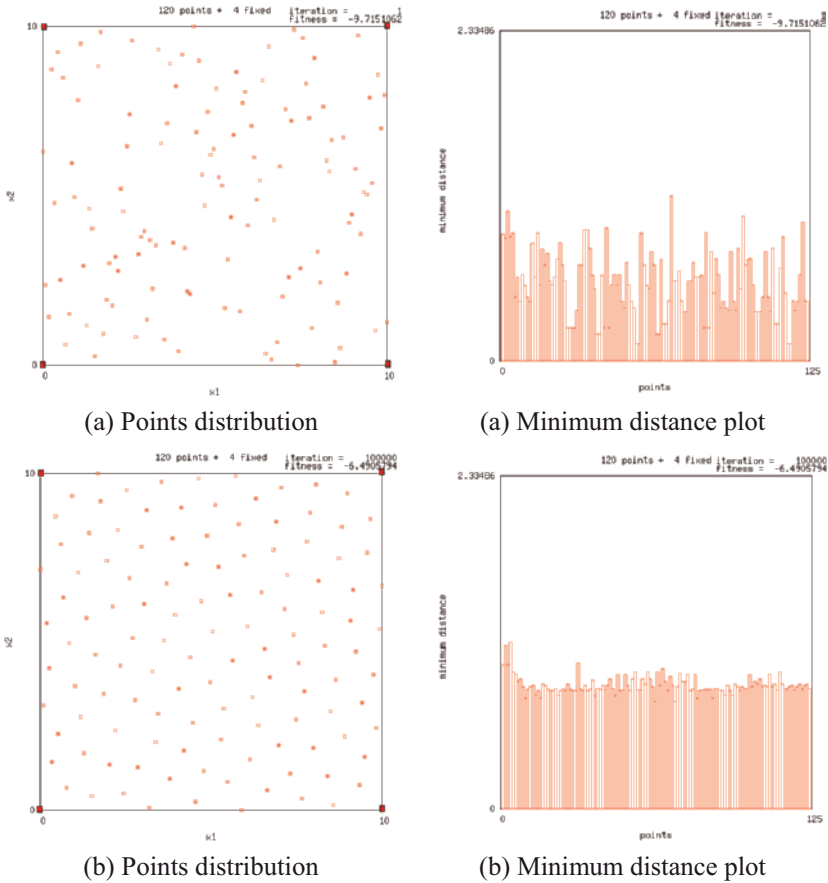 120 points + 4 fixed iteration = 1
fitness = -9.7151062
10
x2
0
0 10
x1
(a) Points distribution
120 points + 4 fixed iteration =
fitness = -9.7151062
2.33486
minimum distance
0
0 125
points
(a) Minimum distance plot
120 points + 4 fixed iteration = 100000
fitness = -6.4905794
10
x2
0
0 10
x1
(b) Points distribution
120 points + 4 fixed iteration = 100000
fitness = -6.4905794
2.33486
minimum distance
0
0 125
points
(b) Minimum distance plot